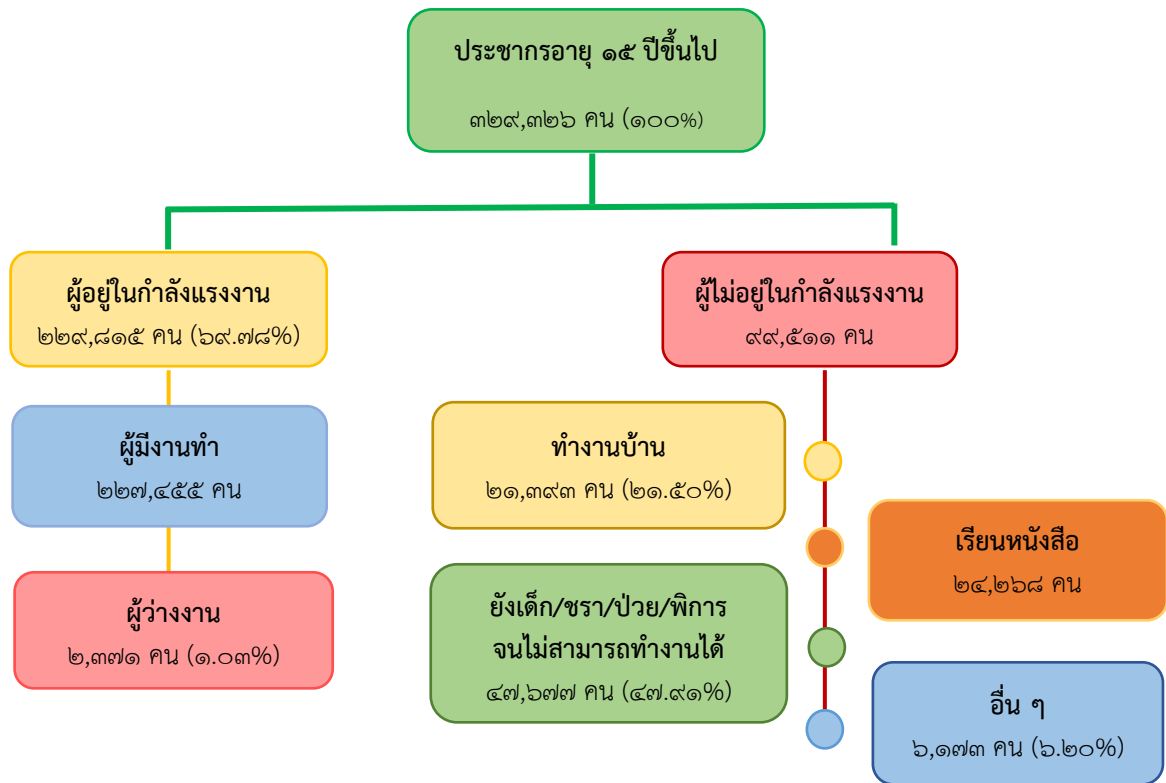 ประชากรอายุ ๑๕ ปีขึ้นไป
๓๒๙,๓๒๖ คน (๑๐๐%)
ผู้อยู่ในกำลังแรงงาน
๒๒๙,๘๑๕ คน (๖๙.๗๘%)
ผู้ไม่อยู่ในกำลังแรงงาน
๙๙,๕๑๑ คน
ผู้มีงานทำ
๒๒๗,๔๕๕ คน
ทำงานบ้าน
๒๑,๓๙๓ คน (๒๑.๕๐%)
เรียนหนังสือ
๒๔,๒๖๘ คน
ผู้ว่างงาน
๒,๓๗๑ คน (๑.๐๓%)
ยังเด็ก/ชรา/ป่วย/พิการ
จนไม่สามารถทำงานได้
๔๗,๖๗๗ คน (๔๗.๙๑%)
อื่น ๆ
๖,๑๗๓ คน (๖.๒๐%)